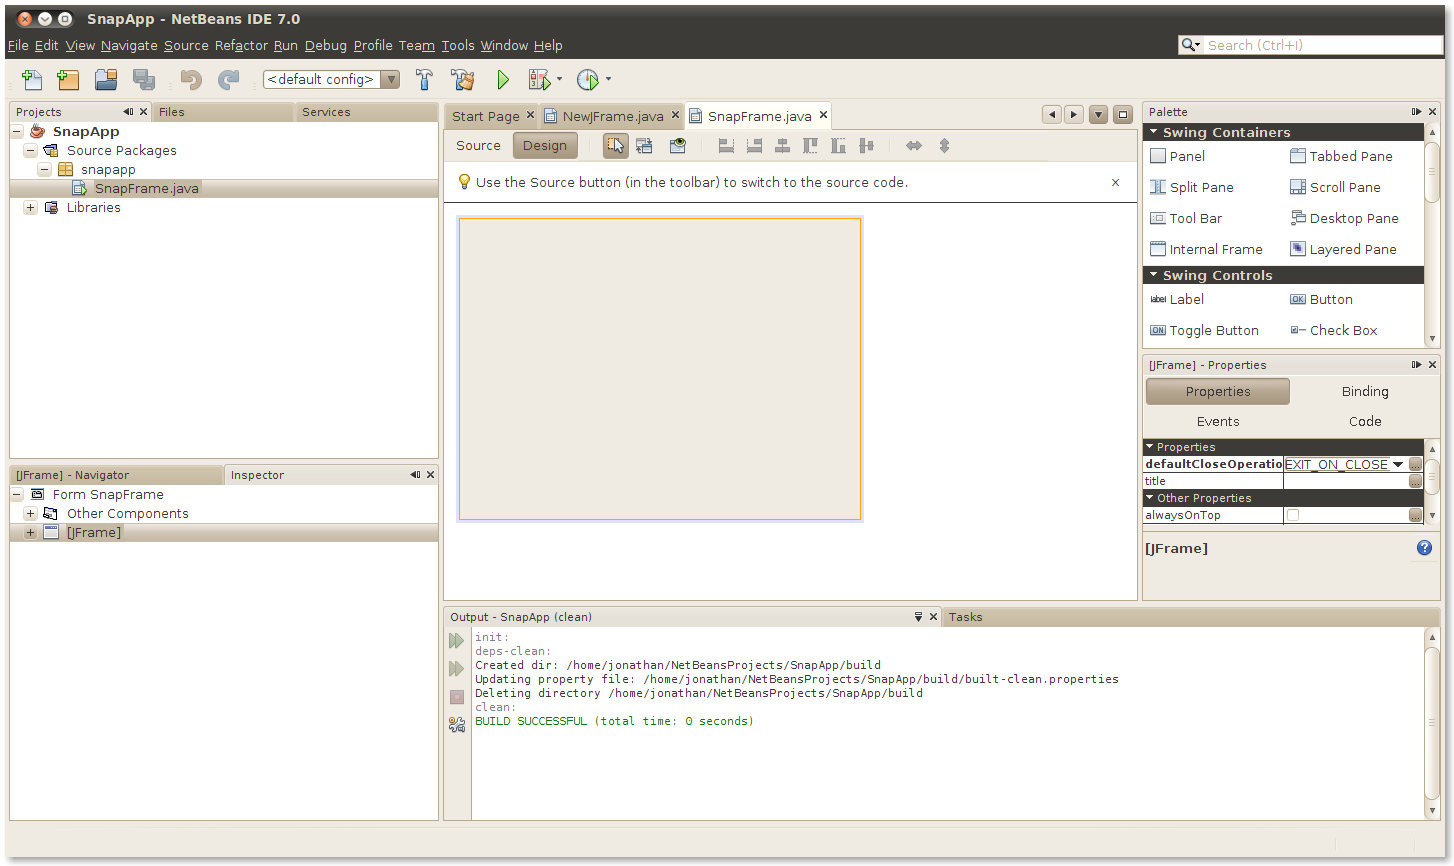 SnapApp - NetBeans IDE 7.0
File Edit View Navigate Source Refactor Run Debug Profile Team Tools Window Help
Search (Ctrl+I)
<default config>
Projects
Files
Services
SnapApp
Source Packages
snapapp
SnapFrame.java
Libraries
[JFrame] - Navigator
Inspector
Form SnapFrame
Other Components
[JFrame]
Start Page
NewJFrame.java
SnapFrame.java
Source
Design
Use the Source button (in the toolbar) to switch to the source code.
Output - SnapApp (clean)
Tasks
init:
deps-clean:
Created dir: /home/jonathan/NetBeansProjects/SnapApp/build
Updating property file: /home/jonathan/NetBeansProjects/SnapApp/build/built-clean.properties
Deleting directory /home/jonathan/NetBeansProjects/SnapApp/build
clean:
BUILD SUCCESSFUL (total time: 0 seconds)
Palette
Swing Containers
Panel
Tabbed Pane
Split Pane
Scroll Pane
Tool Bar
Desktop Pane
Internal Frame
Layered Pane
Swing Controls
label Label
OK Button
ON Toggle Button
Check Box
[JFrame] - Properties
Properties
Binding
Events
Code
Properties
defaultCloseOperatio EXIT_ON_CLOSE ...
title ...
Other Properties
alwaysOnTop ...
[JFrame]
?